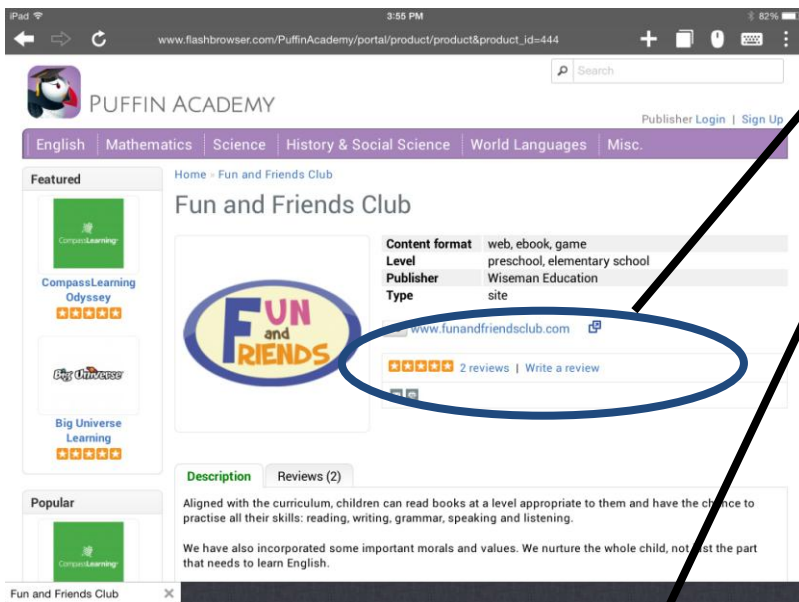 iPad 3:55 PM 82%
www.flashbrowser.com/PuffinAcademy/portal/product/product&product_id=444
Search
PUFFIN ACADEMY
Publisher Login | Sign Up
English Mathematics Science History & Social Science World Languages Misc.
Featured
CompassLearning
CompassLearning
Odyssey
Big Universe
Big Universe
Learning
Popular
CompassLearning
Home » Fun and Friends Club
Fun and Friends Club
FUN
and
FRIENDS
Content format web, ebook, game
Level preschool, elementary school
Publisher Wiseman Education
Type site
www.funandfriendsclub.com
2 reviews | Write a review
Description Reviews (2)
Aligned with the curriculum, children can read books at a level appropriate to them and have the chance to
practise all their skills: reading, writing, grammar, speaking and listening.
We have also incorporated some important morals and values. We nurture the whole child, not just the part
that needs to learn English.
Fun and Friends Club